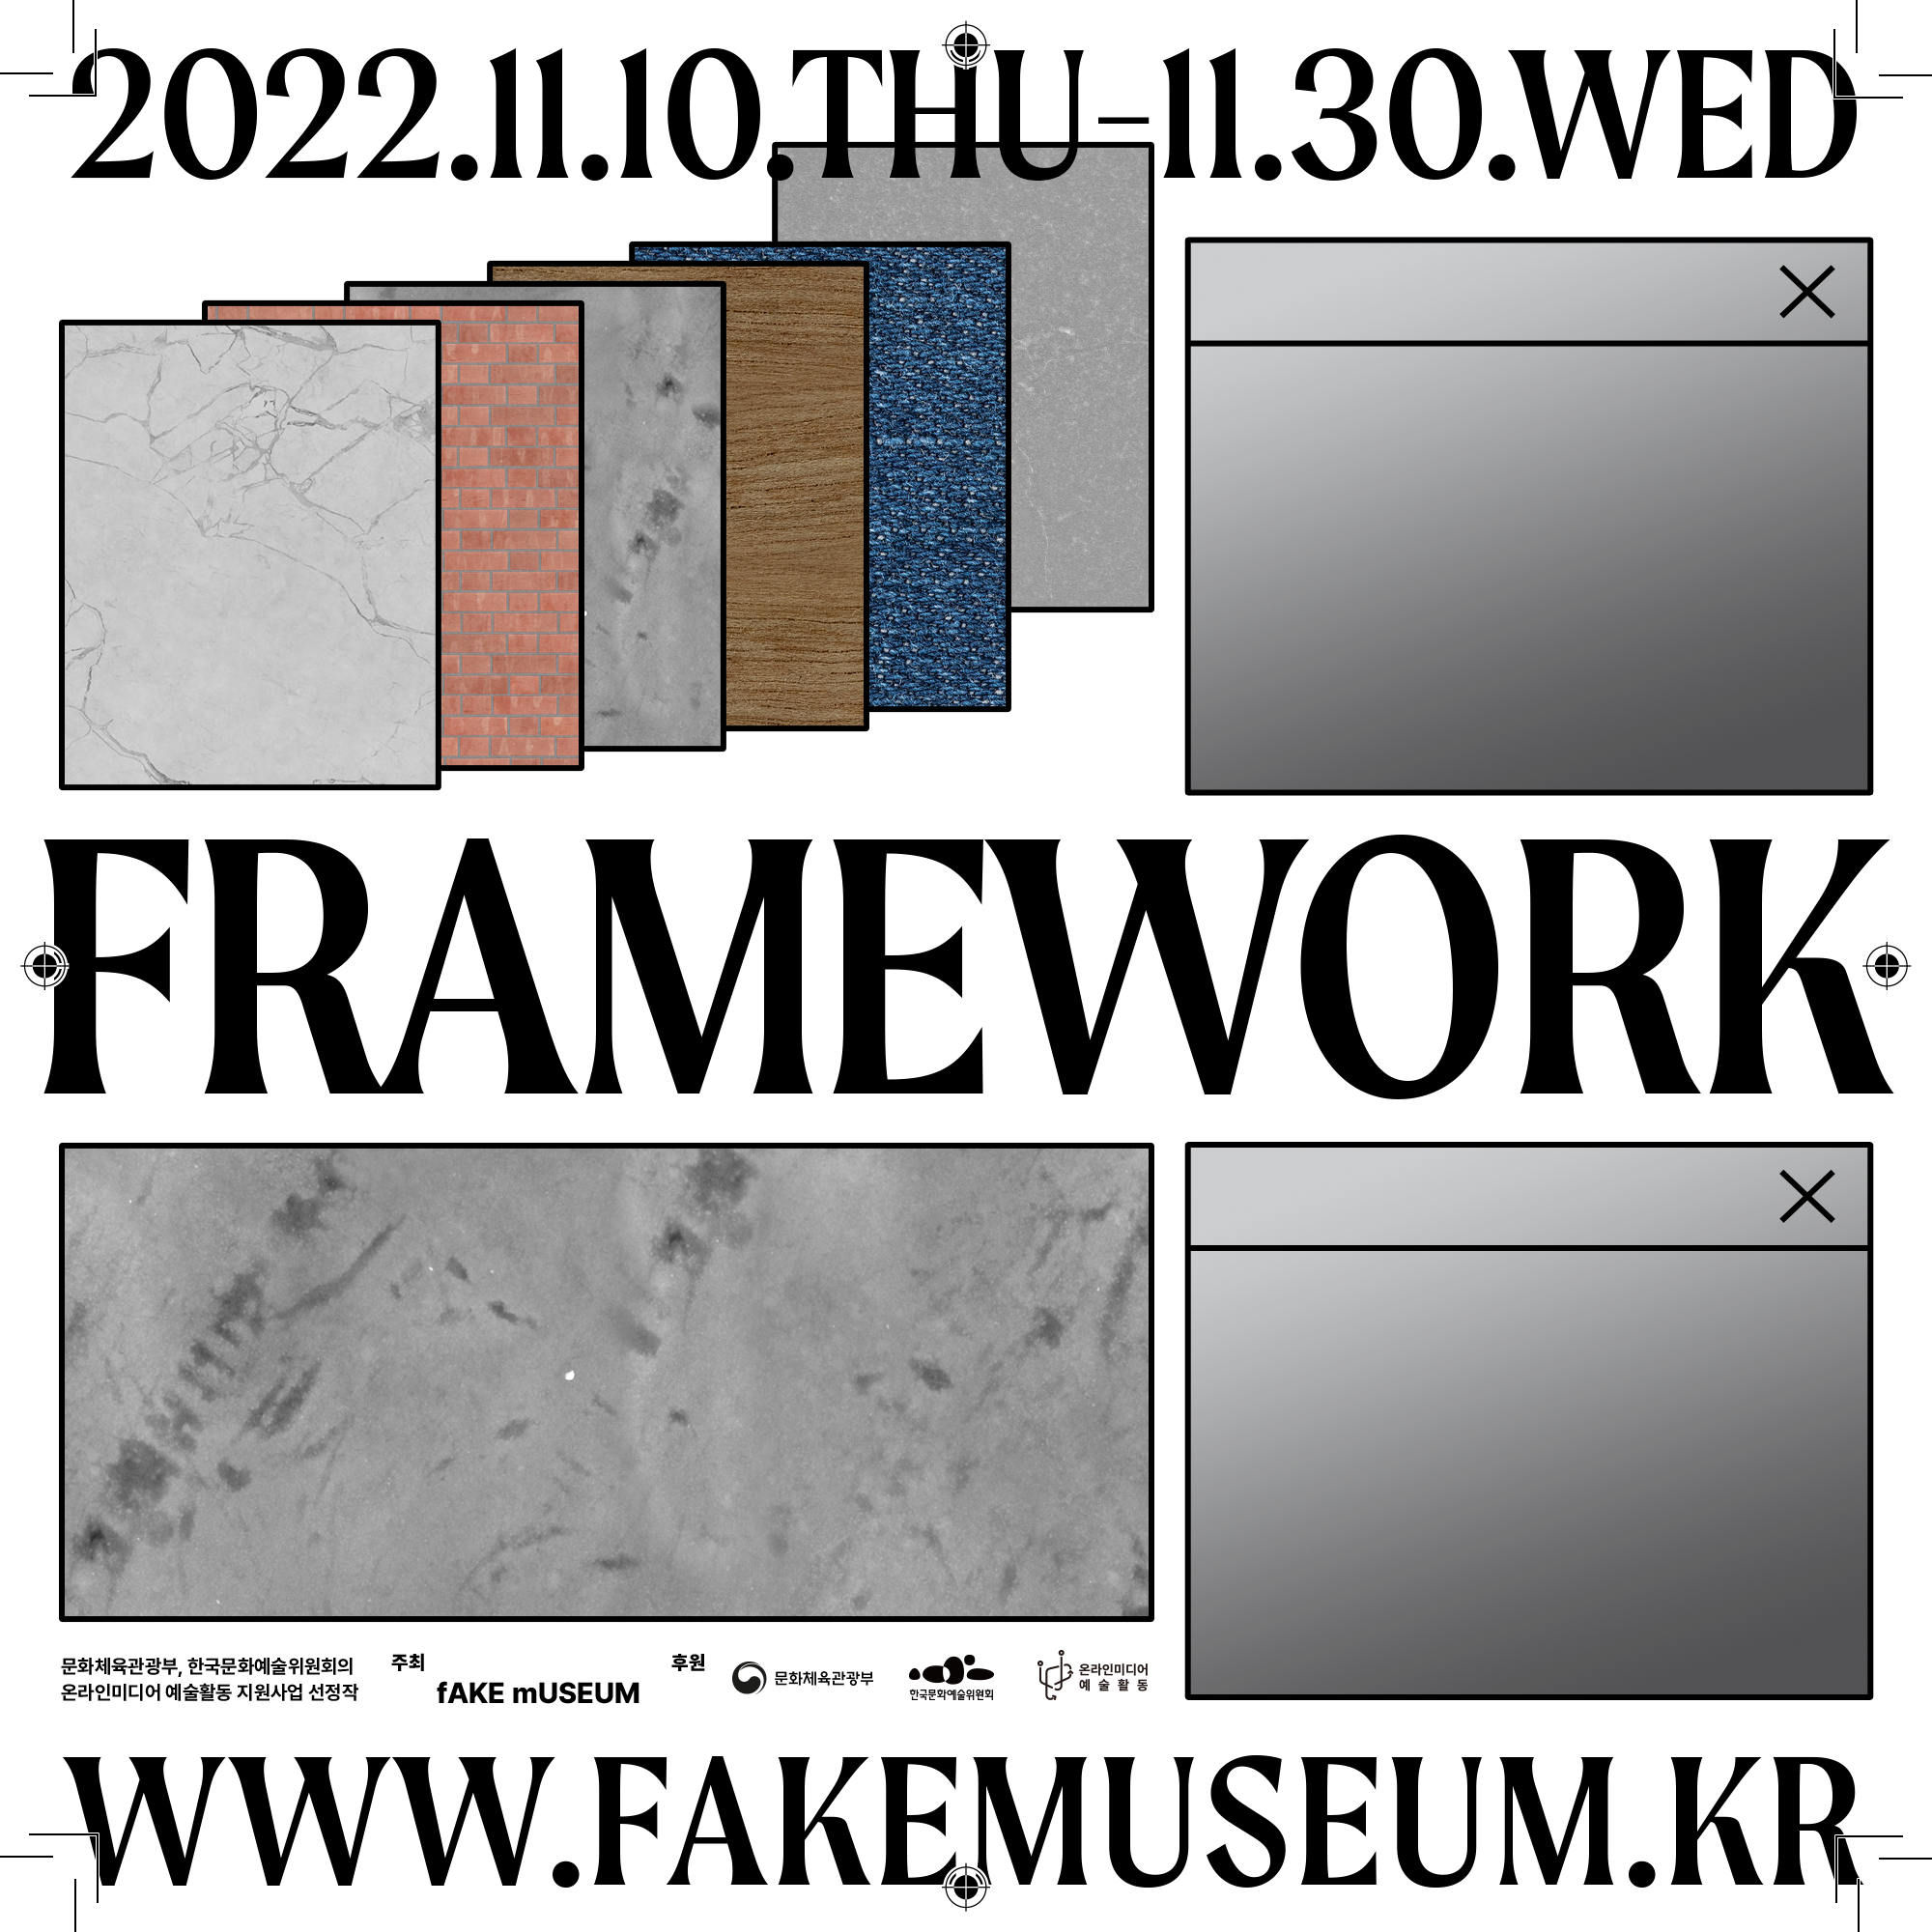 2022.11.10.THU–11.30.WED
FRAMEWORK
문화체육관광부, 한국문화예술위원회의
온라인미디어 예술활동 지원사업 선정작
주최
fAKE mUSEUM
후원
문화체육관광부
한국문화예술위원회
온라인미디어
예술활동
WWW.FAKEMUSEUM.KR